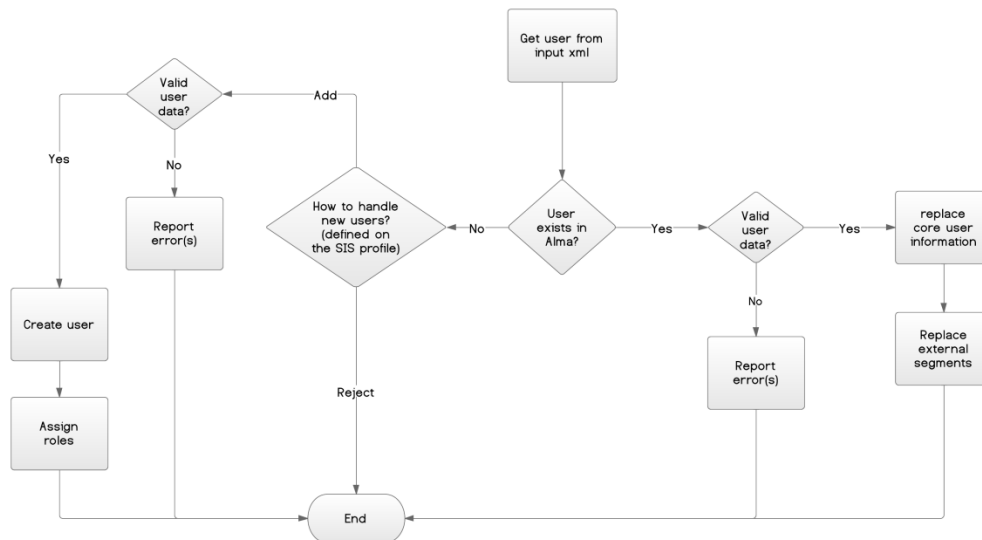 Get user from
input xml
Valid
user
data?
Add
Yes
No
How to handle
new users?
(defined on
the SIS profile)
No
User
exists in
Alma?
Yes
Valid
user
data?
Yes
replace
core user
information
Report
error(s)
No
Create user
Replace
external
segments
Report
error(s)
Reject
Assign
roles
End